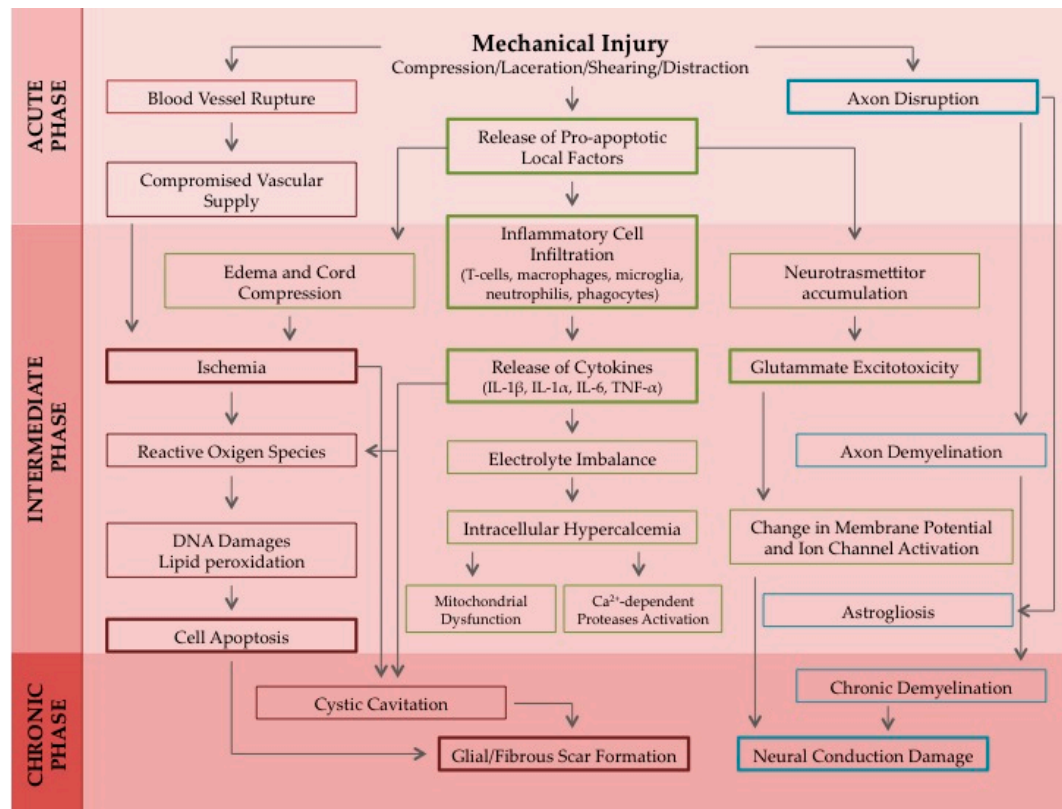 ACUTE
PHASE
Mechanical Injury
Compression/Laceration/Shearing/Distraction
Blood Vessel Rupture
Axon Disruption
Release of Pro-apoptotic
Local Factors
Compromised Vascular
Supply
INTERMEDIATE
PHASE
Inflammatory Cell
Infiltration
(T-cells, macrophages, microglia,
neutrophilis, phagocytes)
Edema and Cord
Compression
Neurotrasmettitor
accumulation
Ischemia
Release of Cytokines
(IL-1β, IL-1α, IL-6, TNF-α)
Glutammate Excitotoxicity
Reactive Oxigen Species
Electrolyte Imbalance
Axon Demyelination
DNA Damages
Lipid peroxidation
Intracellular Hypercalcemia
Change in Membrane Potential
and Ion Channel Activation
Mitochondrial
Dysfunction
Ca²⁺-dependent
Proteases Activation
Astrogliosis
Cell Apoptosis
CHRONIC
PHASE
Cystic Cavitation
Chronic Demyelination
Glial/Fibrous Scar Formation
Neural Conduction Damage